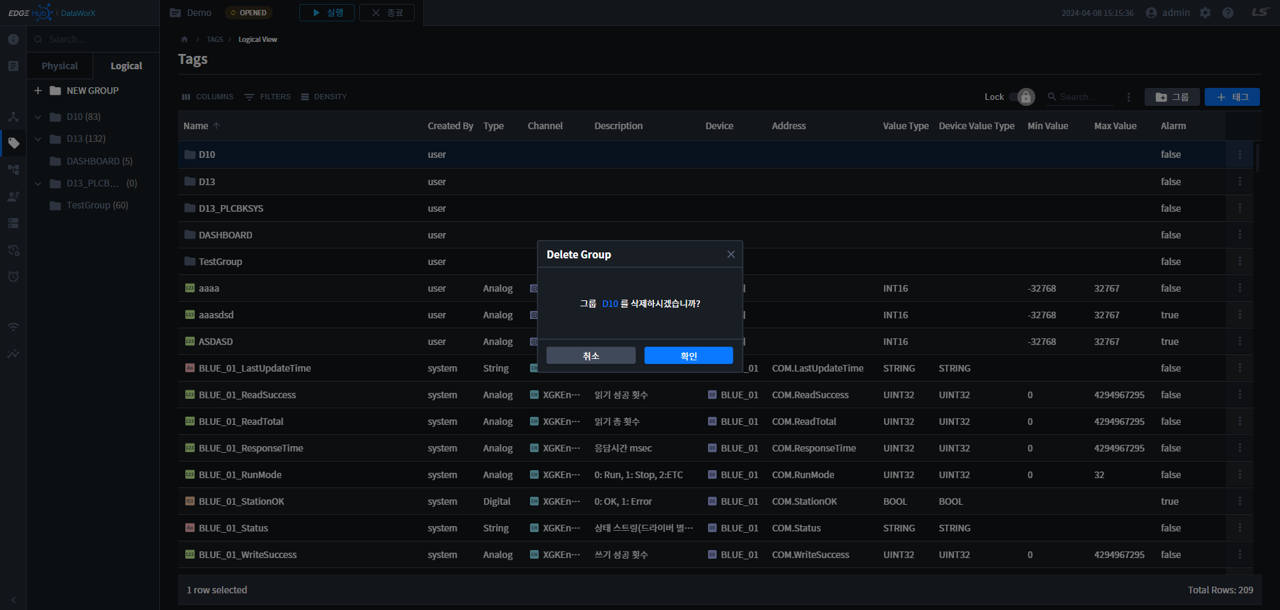 EDGE Hub | DataWorX
Demo
OPENED
실행
종료
2024-04-08 15:15:36
admin
LS
Search...
TAGS > Logical View
Physical
Logical
Tags
NEW GROUP
D10 (83)
D13 (132)
DASHBOARD (5)
D13_PLCB... (0)
TestGroup (60)
COLUMNS
FILTERS
DENSITY
Lock
Search...
그룹
태그
Name Created By Type Channel Description Device Address Value Type Device Value Type Min Value Max Value Alarm
D10 user false
D13 user false
D13_PLCBKSYS user false
DASHBOARD user false
TestGroup user false
aaaa user Analog INT16 -32768 32767 false
aaasdsd user Analog INT16 -32768 32767 true
ASDASD user Analog INT16 -32768 32767 true
BLUE_01_LastUpdateTime system String BLUE_01 COM.LastUpdateTime STRING STRING false
BLUE_01_ReadSuccess system Analog XGKEn··· 읽기 성공 횟수 BLUE_01 COM.ReadSuccess UINT32 UINT32 0 4294967295 false
BLUE_01_ReadTotal system Analog XGKEn··· 읽기 총 횟수 BLUE_01 COM.ReadTotal UINT32 UINT32 0 4294967295 false
BLUE_01_ResponseTime system Analog XGKEn··· 응답시간 msec BLUE_01 COM.ResponseTime UINT32 UINT32 0 4294967295 false
BLUE_01_RunMode system Analog XGKEn··· 0: Run, 1: Stop, 2:ETC BLUE_01 COM.RunMode UINT32 UINT32 0 32 false
BLUE_01_StationOK system Digital XGKEn··· 0: OK, 1: Error BLUE_01 COM.StationOK BOOL BOOL true
BLUE_01_Status system String XGKEn··· 상태 스트링(드라이버 별··· BLUE_01 COM.Status STRING STRING false
BLUE_01_WriteSuccess system Analog XGKEn··· 쓰기 성공 횟수 BLUE_01 COM.WriteSuccess UINT32 UINT32 0 4294967295 false
Delete Group
그룹 D10 를 삭제하시겠습니까?
취소
확인
1 row selected
Total Rows: 209